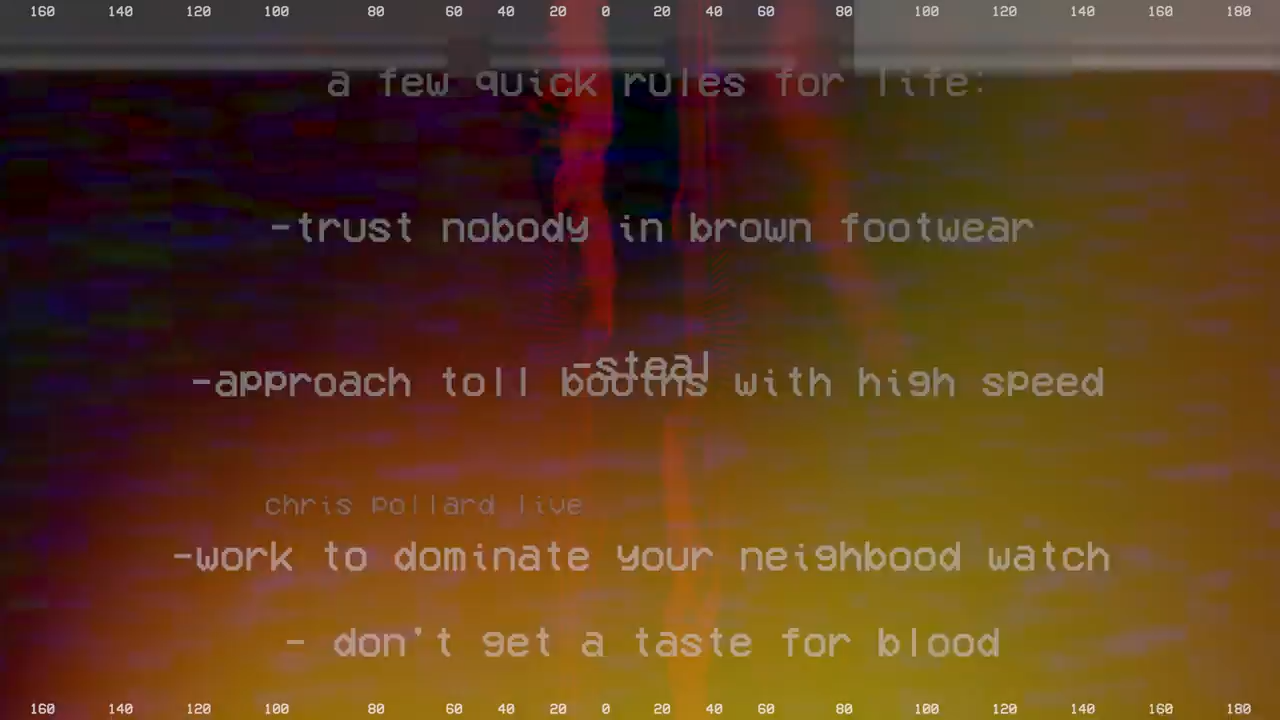 160 140 120 100 80 60 40 20 0 20 40 60 80 100 120 140 160 180
a few quick rules for life:
-trust nobody in brown footwear
-steal
-approach toll booths with high speed
chris pollard live
-work to dominate your neighbood watch
- don't get a taste for blood
160 140 120 100 80 60 40 20 0 20 40 60 80 100 120 140 160 180